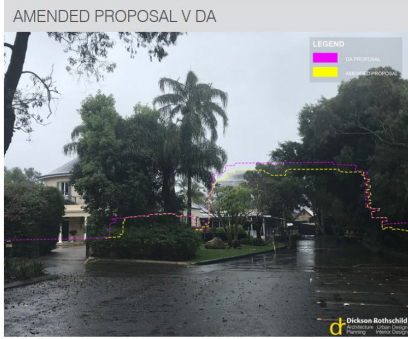 AMENDED PROPOSAL V DA
LEGEND
DA PROPOSAL
AMENDED PROPOSAL
Dickson Rothschild
Architecture Urban Design
Planning Interior Design